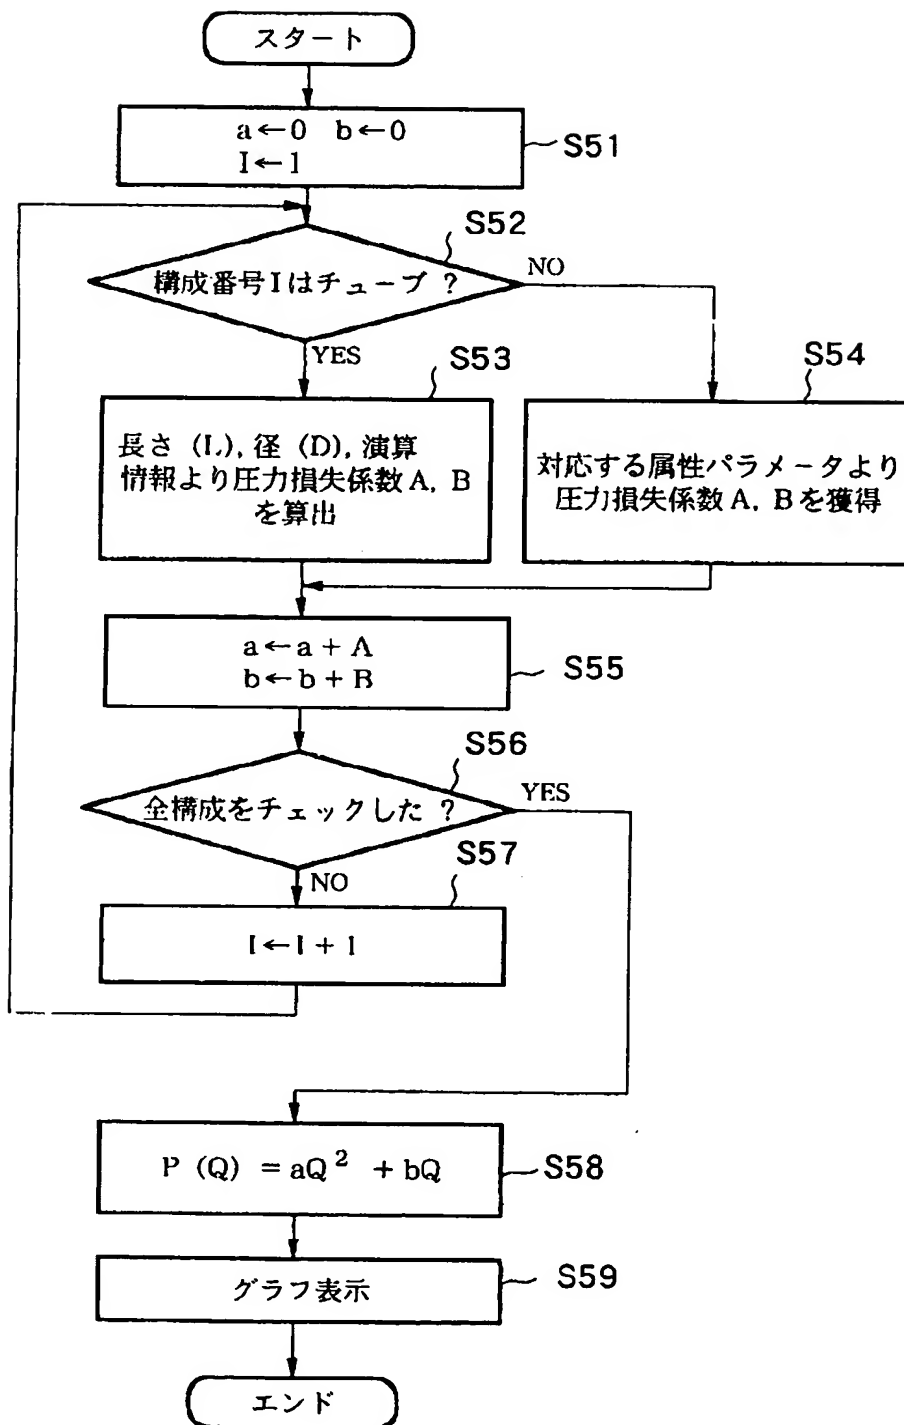 スタート
a←0 b←0
I←1
S51
S52
構成番号Iはチューブ ?
NO
YES
S53
長さ (L), 径 (D), 演算
情報より圧力損失係数 A, B
を算出
S54
対応する属性パラメータより
圧力損失係数 A, B を獲得
a←a + A
b←b + B
S55
S56
全構成をチェックした ?
YES
NO
S57
I←I + 1
P (Q) = aQ² + bQ
S58
グラフ表示
S59
エンド